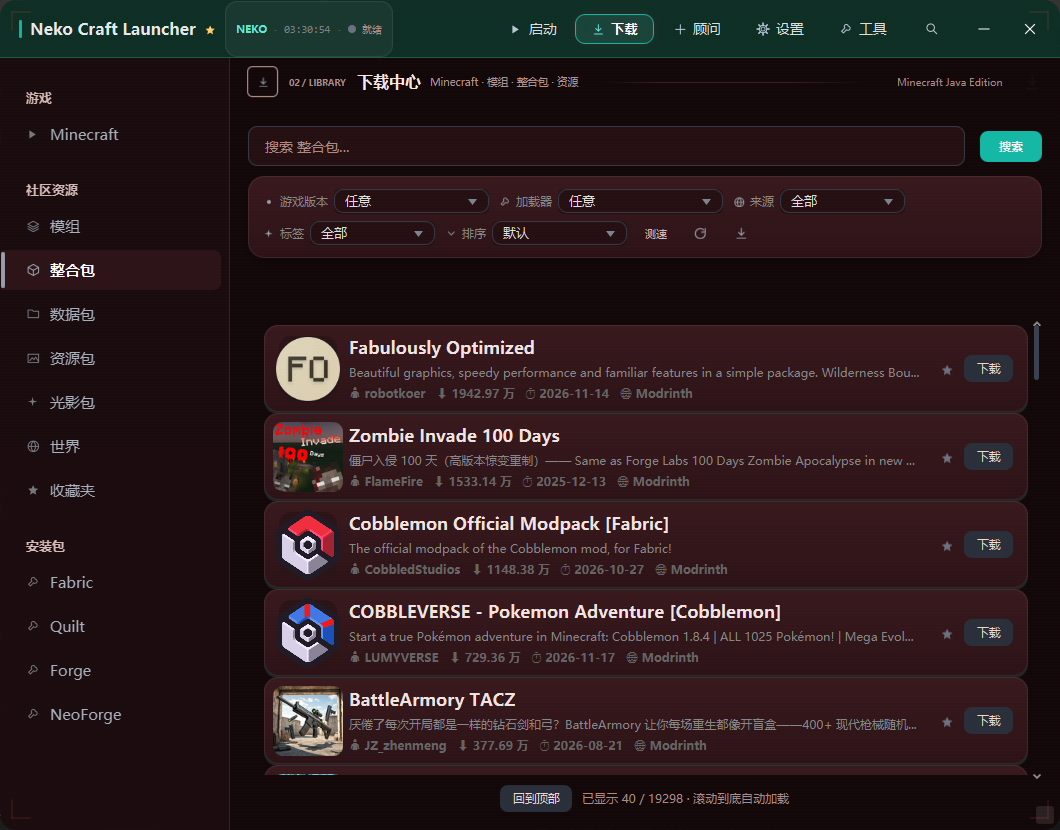 Neko Craft Launcher ★ NEKO · 03:30:54 · 就绪 启动 下载 顾问 设置 工具
游戏
Minecraft
社区资源
模组
整合包
数据包
资源包
光影包
世界
收藏夹
安装包
Fabric
Quilt
Forge
NeoForge
02 / LIBRARY 下载中心 Minecraft · 模组 · 整合包 · 资源 Minecraft Java Edition
搜索 整合包... 搜索
游戏版本 任意 加载器 任意 来源 全部
标签 全部 排序 默认 测速
FO
Fabulously Optimized
Beautiful graphics, speedy performance and familiar features in a simple package. Wilderness Bou... 下载
robotkoer 1942.97 万 2026-11-14 Modrinth
Zombie Invade 100 Days
Zombie Invade 100 Days
僵尸入侵 100 天（高版本惊变重制）—— Same as Forge Labs 100 Days Zombie Apocalypse in new ... 下载
FlameFire 1533.14 万 2025-12-13 Modrinth
Cobblemon Official Modpack [Fabric]
The official modpack of the Cobblemon mod, for Fabric! 下载
CobbledStudios 1148.38 万 2026-10-27 Modrinth
COBBLEVERSE - Pokemon Adventure [Cobblemon]
Start a true Pokémon adventure in Minecraft: Cobblemon 1.8.4 | ALL 1025 Pokémon! | Mega Evol... 下载
LUMYVERSE 729.36 万 2026-11-17 Modrinth
BattleArmory TACZ
厌倦了每次开局都是一样的钻石剑和弓？BattleArmory 让你每场重生都像开盲盒——400+ 现代枪械随机... 下载
JZ_zhenmeng 377.69 万 2026-08-21 Modrinth
回到顶部 已显示 40 / 19298 · 滚动到底自动加载